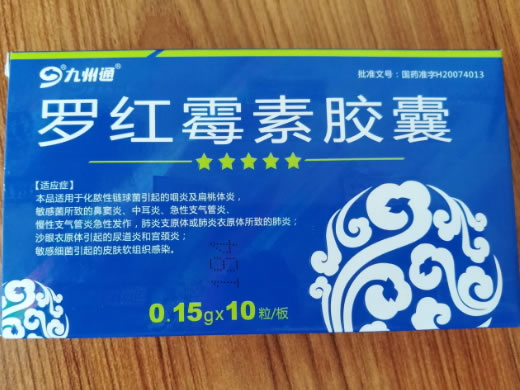 九州通®
批准文号：国药准字H20074013
罗红霉素胶囊
【适应症】
本品适用于化脓性链球菌引起的咽炎及扁桃体炎，
敏感菌所致的鼻窦炎、中耳炎、急性支气管炎、
慢性支气管炎急性发作，肺炎支原体或肺炎衣原体所致的肺炎；
沙眼衣原体引起的尿道炎和宫颈炎；
敏感细菌引起的皮肤软组织感染。
184
0.15gx10粒/板